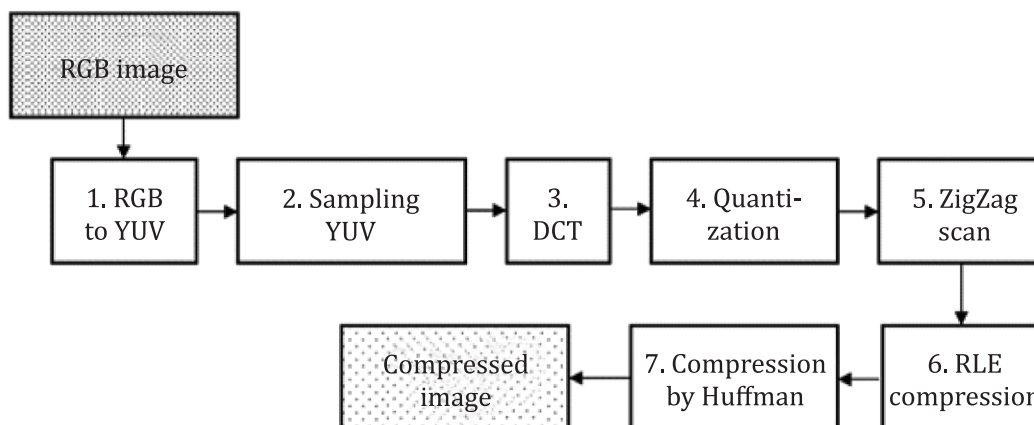 RGB image
1. RGB
to YUV
2. Sampling
YUV
3.
DCT
4. Quanti-
zation
5. ZigZag
scan
Compressed
image
7. Compression
by Huffman
6. RLE
compression